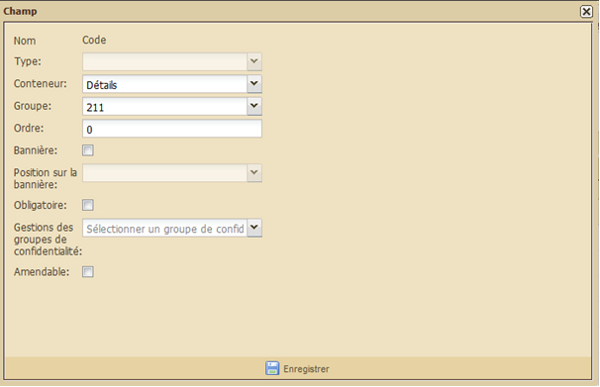 Champ
Nom Code
Type:
Conteneur: Détails
Groupe: 211
Ordre: 0
Bannière:
Position sur la
bannière:
Obligatoire:
Gestions des Sélectionner un groupe de confid
groupes de
confidentialité:
Amendable:
Enregistrer